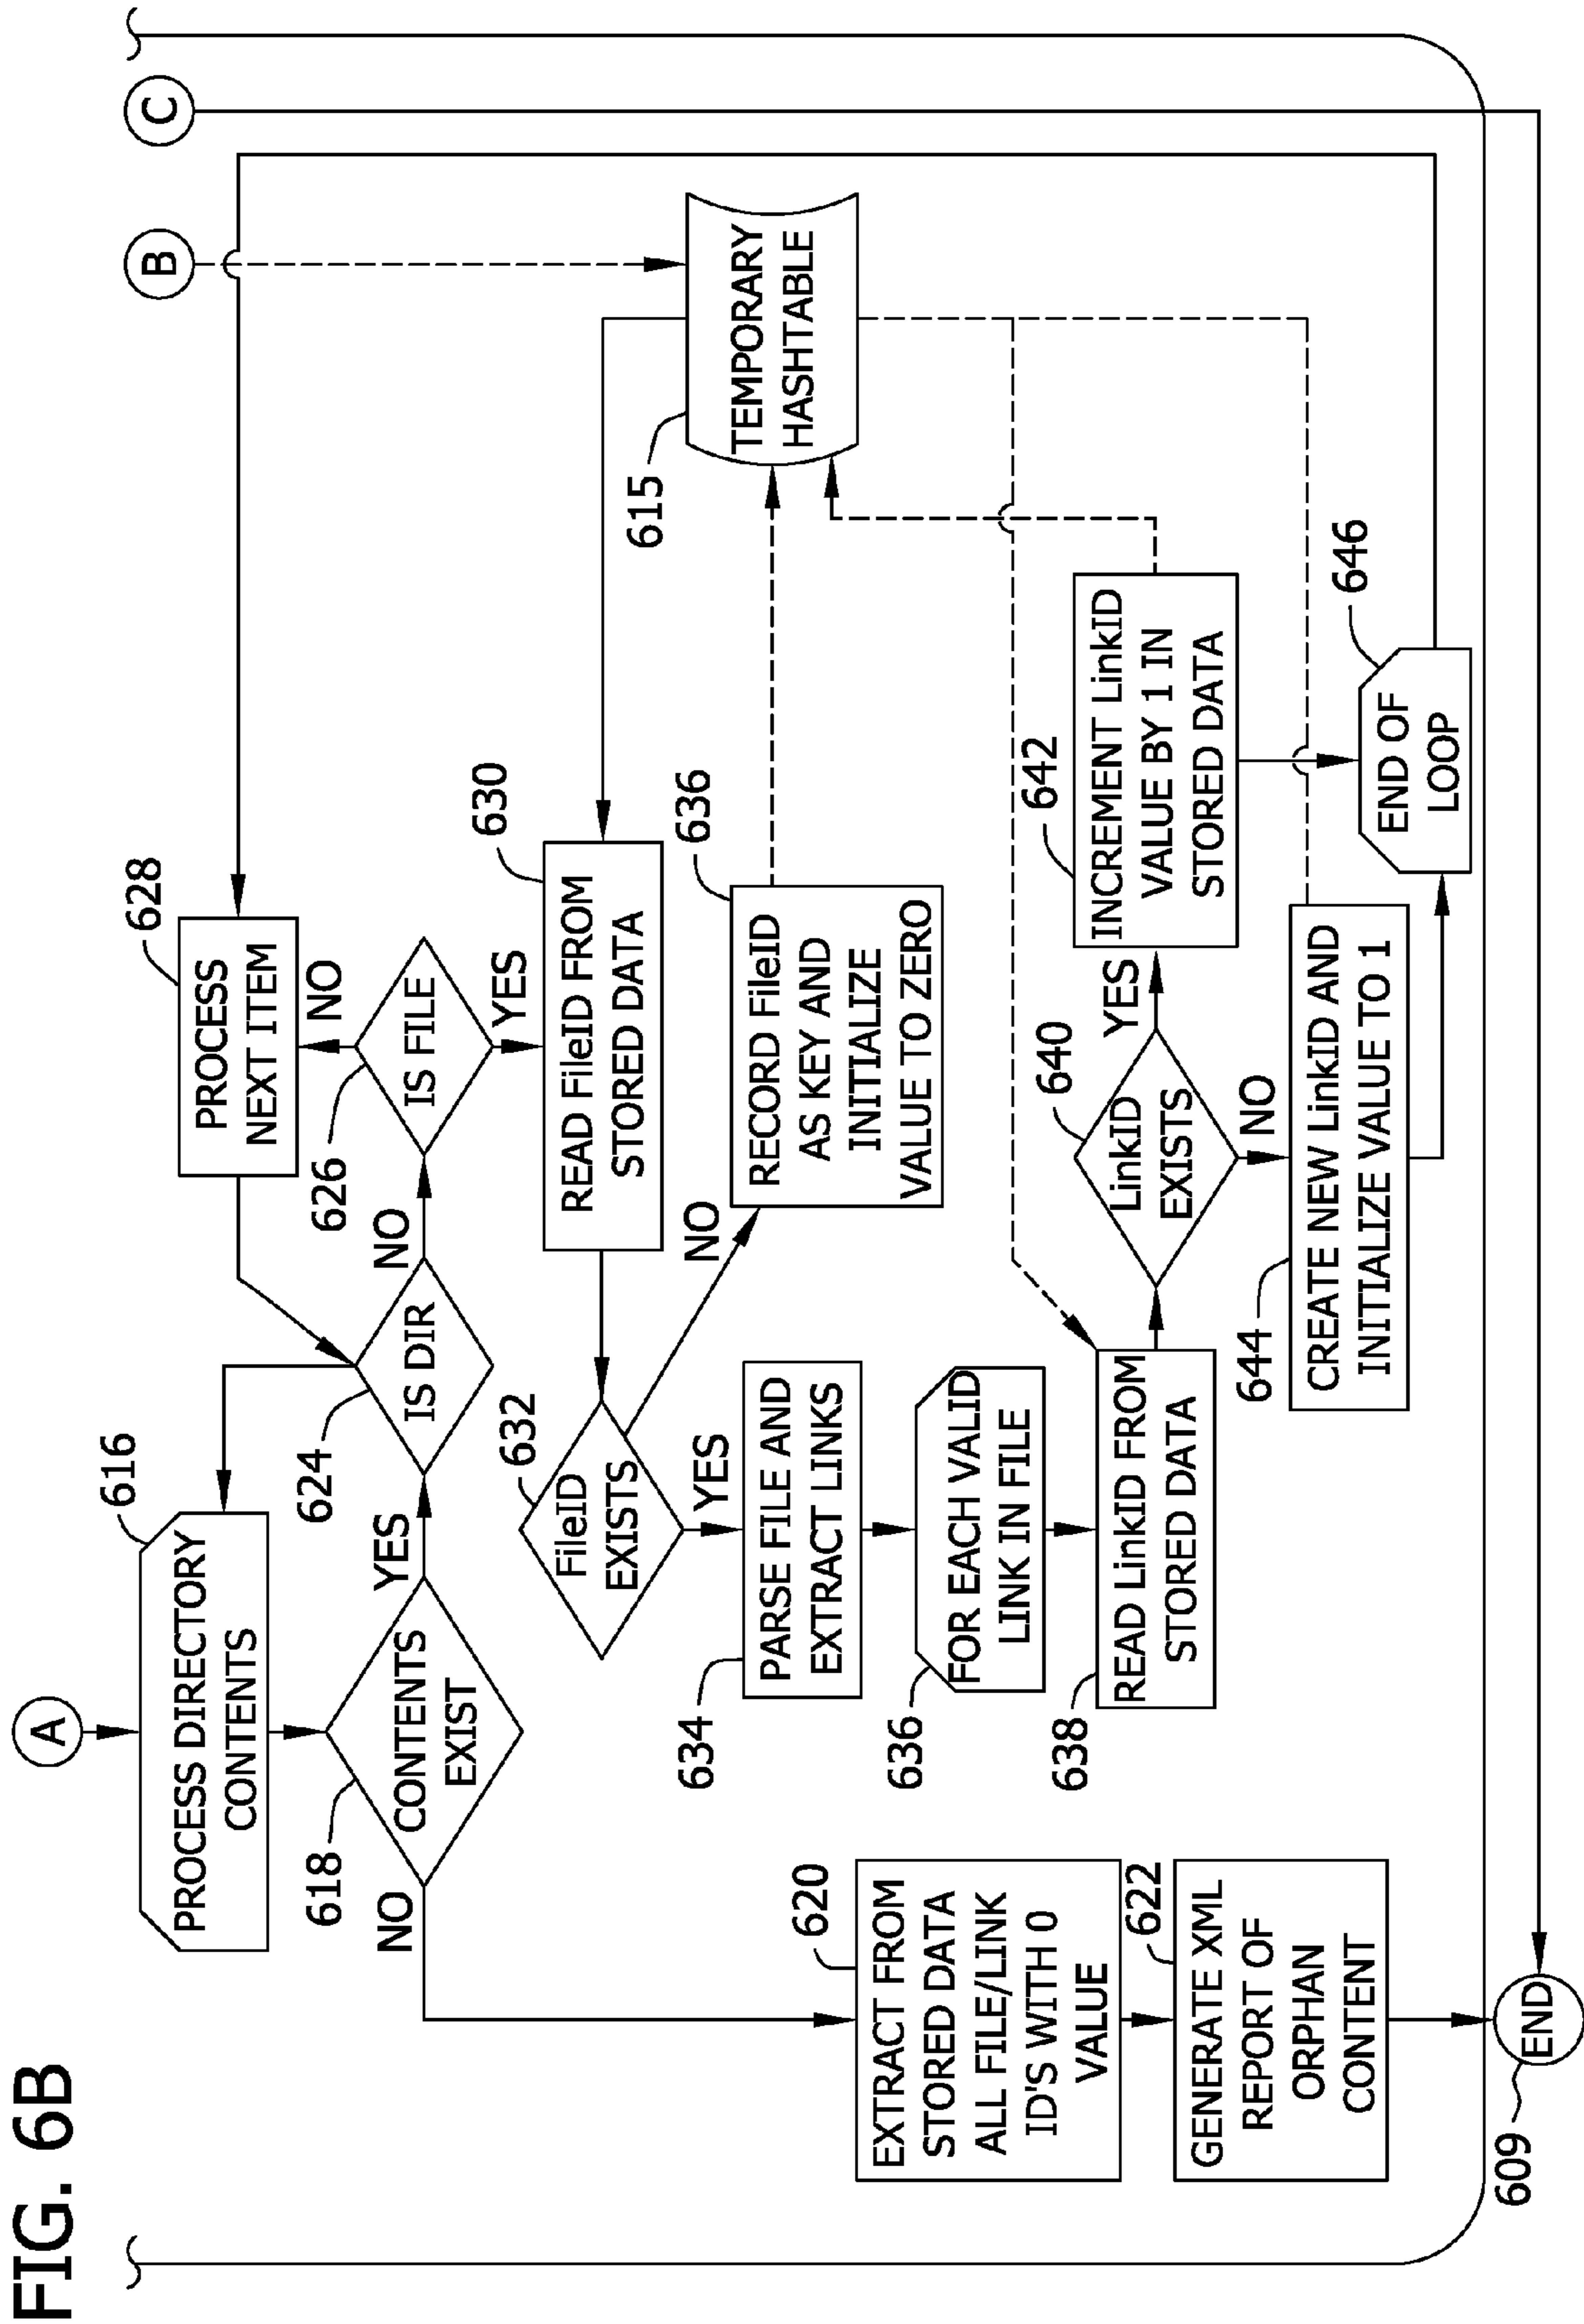 FIG. 6B
A
B
C
616
PROCESS DIRECTORY
CONTENTS
618
CONTENTS
EXIST
YES
NO
624
IS DIR
NO
626
IS FILE
NO
YES
628
PROCESS
NEXT ITEM
630
READ FileID FROM
STORED DATA
632
FileID
EXISTS
NO
YES
636
RECORD FileID
AS KEY AND
INITIALIZE
VALUE TO ZERO
615
TEMPORARY
HASHTABLE
634
PARSE FILE AND
EXTRACT LINKS
636
FOR EACH VALID
LINK IN FILE
638
READ LinkID FROM
STORED DATA
640
LinkID
EXISTS
YES
NO
642
INCREMENT LinkID
VALUE BY 1 IN
STORED DATA
644
CREATE NEW LinkID AND
INITIALIZE VALUE TO 1
646
END OF
LOOP
620
EXTRACT FROM
STORED DATA
ALL FILE/LINK
ID'S WITH 0
VALUE
622
GENERATE XML
REPORT OF
ORPHAN
CONTENT
609
END